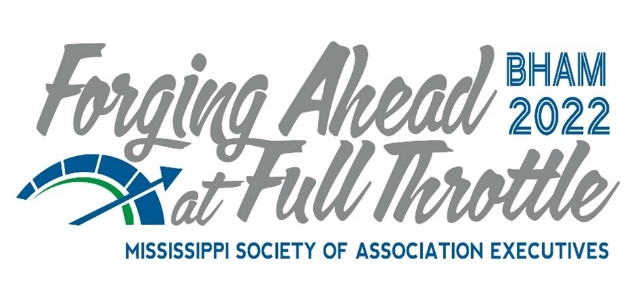 Forging Ahead
BHAM
2022
at Full Throttle
MISSISSIPPI SOCIETY OF ASSOCIATION EXECUTIVES